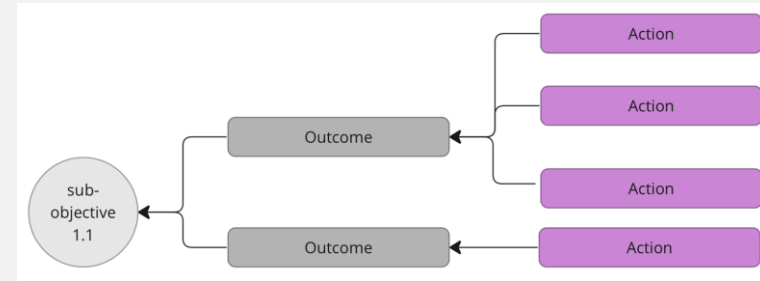 Action
Action
Outcome
Action
sub-
objective
1.1
Outcome
Action